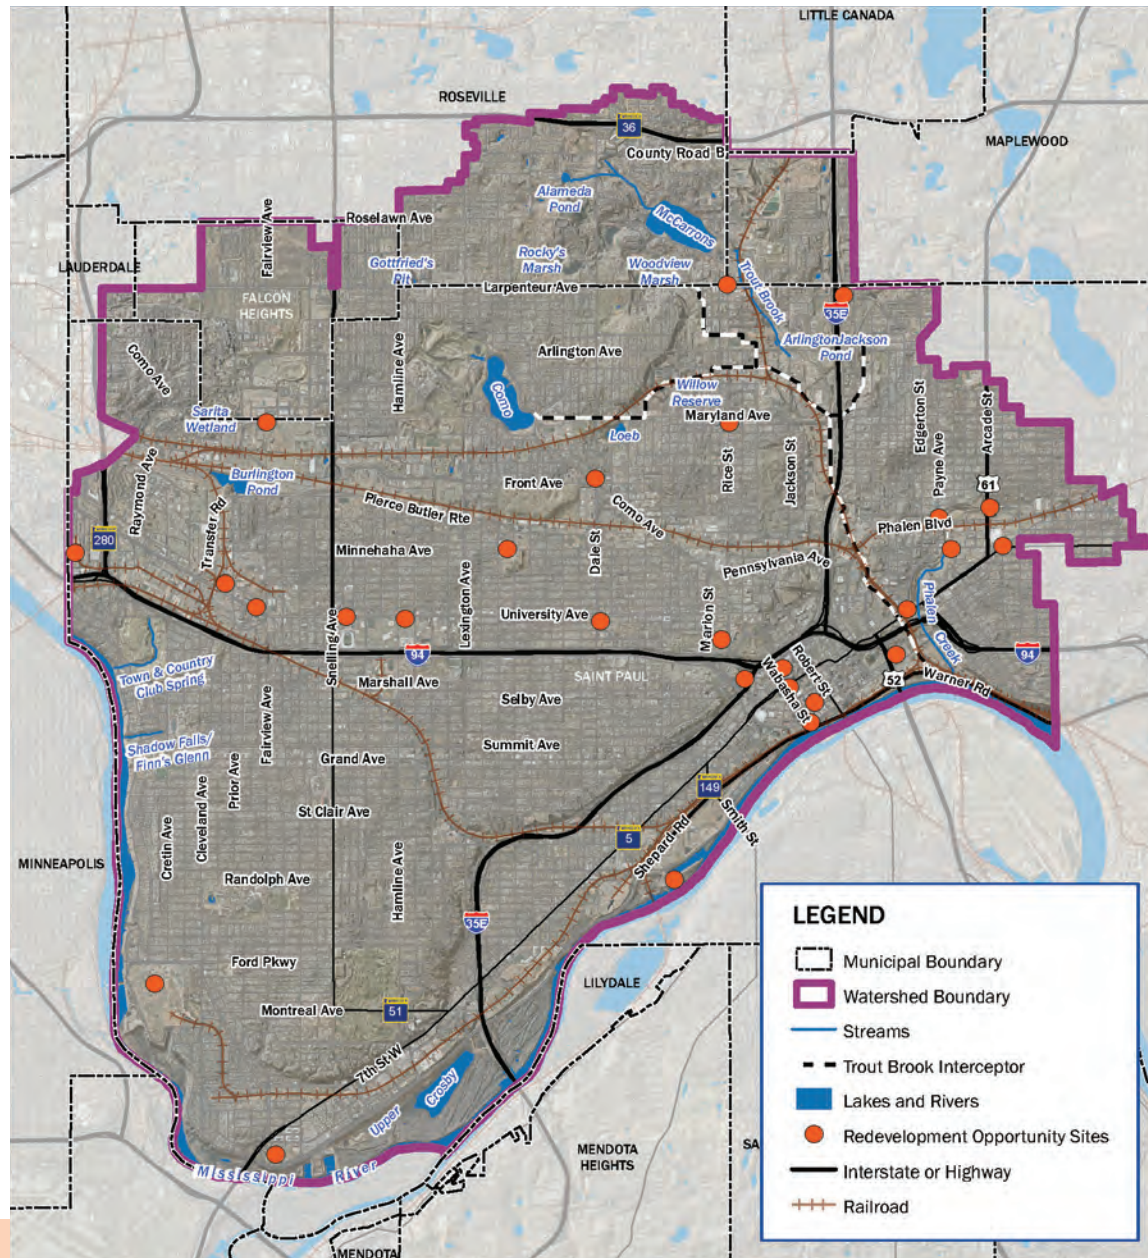 LITTLE CANADA
ROSEVILLE
36
MAPLEWOOD
County Road B
Alameda
Pond
McCarrons
Fairview Ave
Roselawn Ave
LAUDERDALE
Gottfried's
Pit
Rocky's
Marsh
Woodview
Marsh
Trout Brook
Larpenteur Ave
FALCON
HEIGHTS
35E
ArlingtonJackson
Pond
Como Ave
Hamline Ave
Arlington Ave
Como
Willow
Reserve
Sarita
Wetland
Maryland Ave
Loeb
Edgerton St
Arcade St
Payne Ave
Raymond Ave
Burlington
Pond
Front Ave
Rice St
Jackson St
61
Transfer Rd
Pierce Butler Rte
Como Ave
Phalen Blvd
280
Minnehaha Ave
Dale St
Pennsylvania Ave
Lexington Ave
University Ave
Marion St
Phalen
Creek
Snelling Ave
94
Robert St
94
Town & Country
Club Spring
Marshall Ave
SAINT PAUL
Wabasha St
52
Warner Rd
Selby Ave
Shadow Falls/
Finn's Glenn
Fairview Ave
Summit Ave
Prior Ave
Grand Ave
Cleveland Ave
149
St Clair Ave
Smith St
Cretin Ave
5
Shepard Rd
MINNEAPOLIS
Randolph Ave
Hamline Ave
35E
Ford Pkwy
LILYDALE
Montreal Ave
51
7th St W
Crosby
Upper
Mississippi River
MENDOTA
HEIGHTS
SA
MENDOTA
LEGEND
Municipal Boundary
Watershed Boundary
Streams
Trout Brook Interceptor
Lakes and Rivers
Redevelopment Opportunity Sites
Interstate or Highway
Railroad